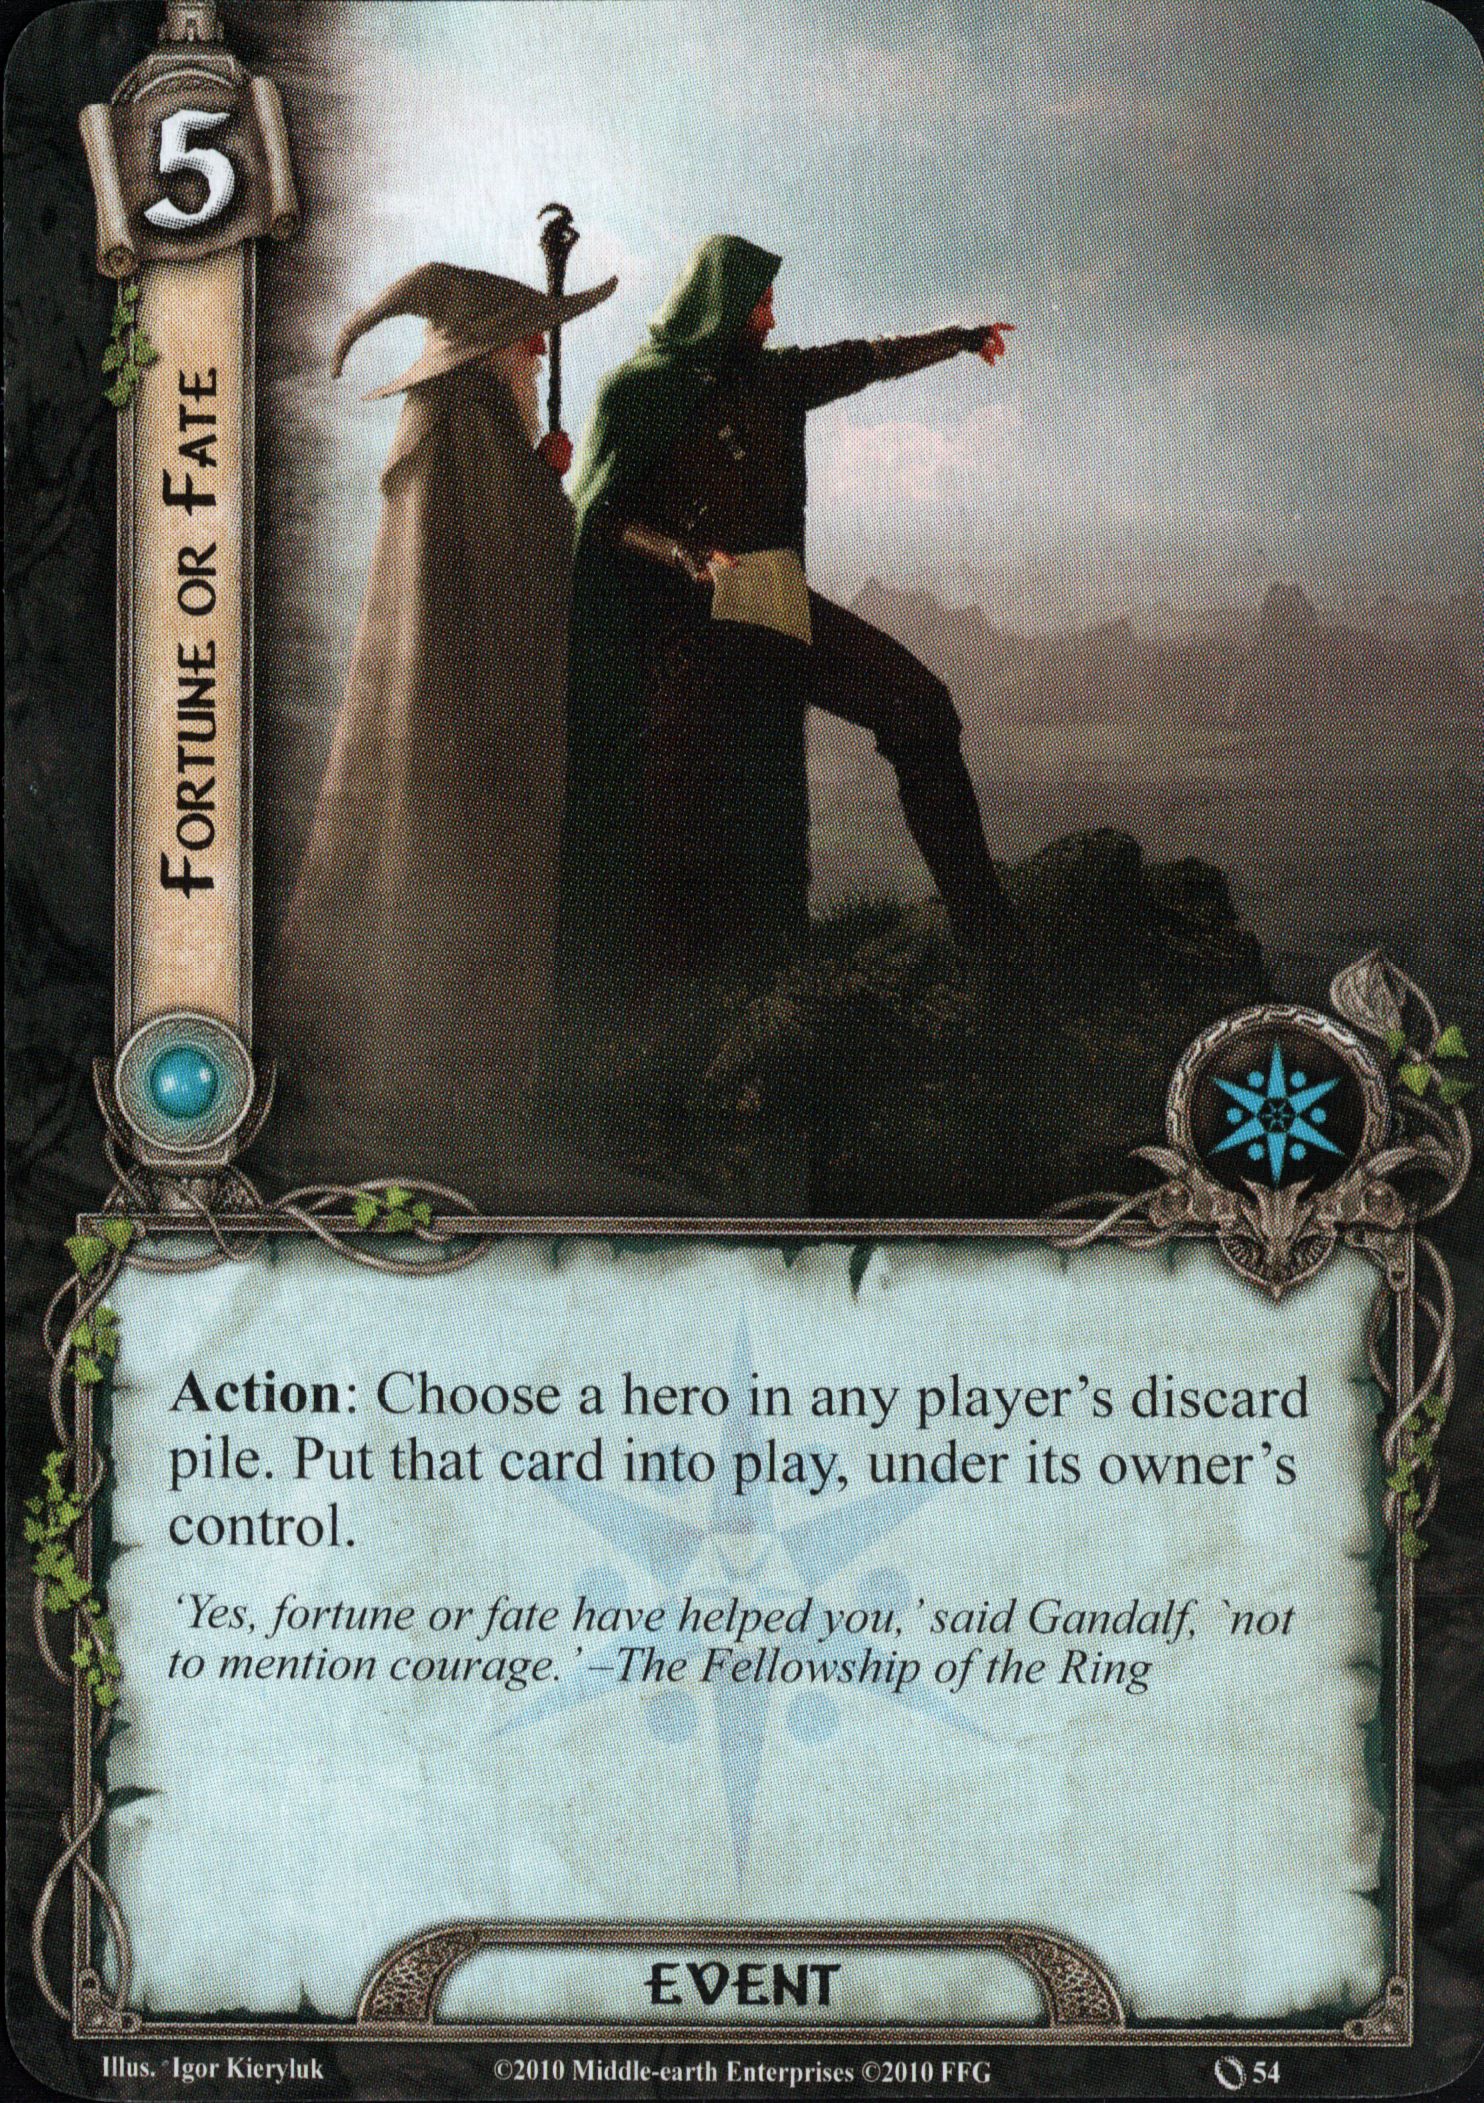 5
FORTUNE OR FATE
Action: Choose a hero in any player’s discard
pile. Put that card into play, under its owner’s
control.
‘Yes, fortune or fate have helped you,’ said Gandalf, `not
to mention courage.’ –The Fellowship of the Ring
EVENT
Illus. Igor Kieryluk
©2010 Middle-earth Enterprises ©2010 FFG
54